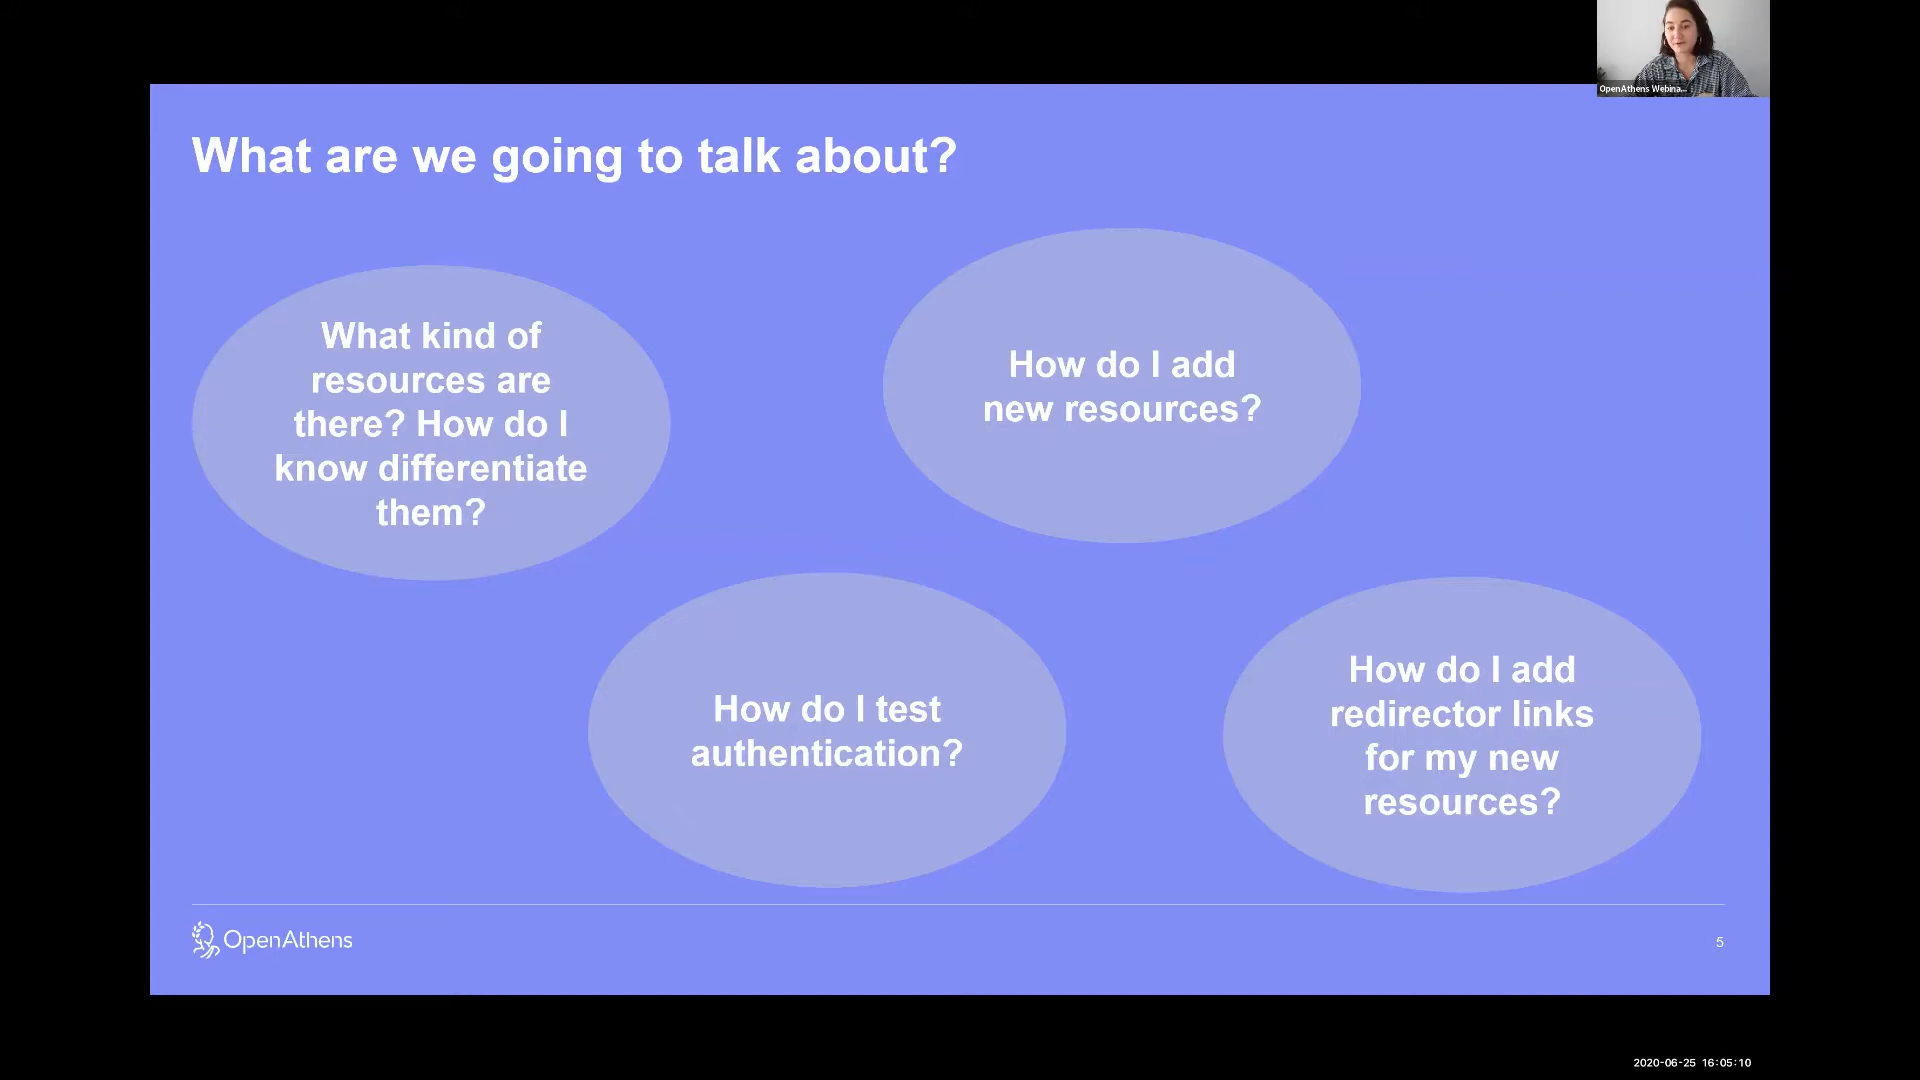 OpenAthens Webina...
What are we going to talk about?
What kind of
resources are
there? How do I
know differentiate
them?
How do I add
new resources?
How do I test
authentication?
How do I add
redirector links
for my new
resources?
OpenAthens
5
2020-06-25 16:05:10